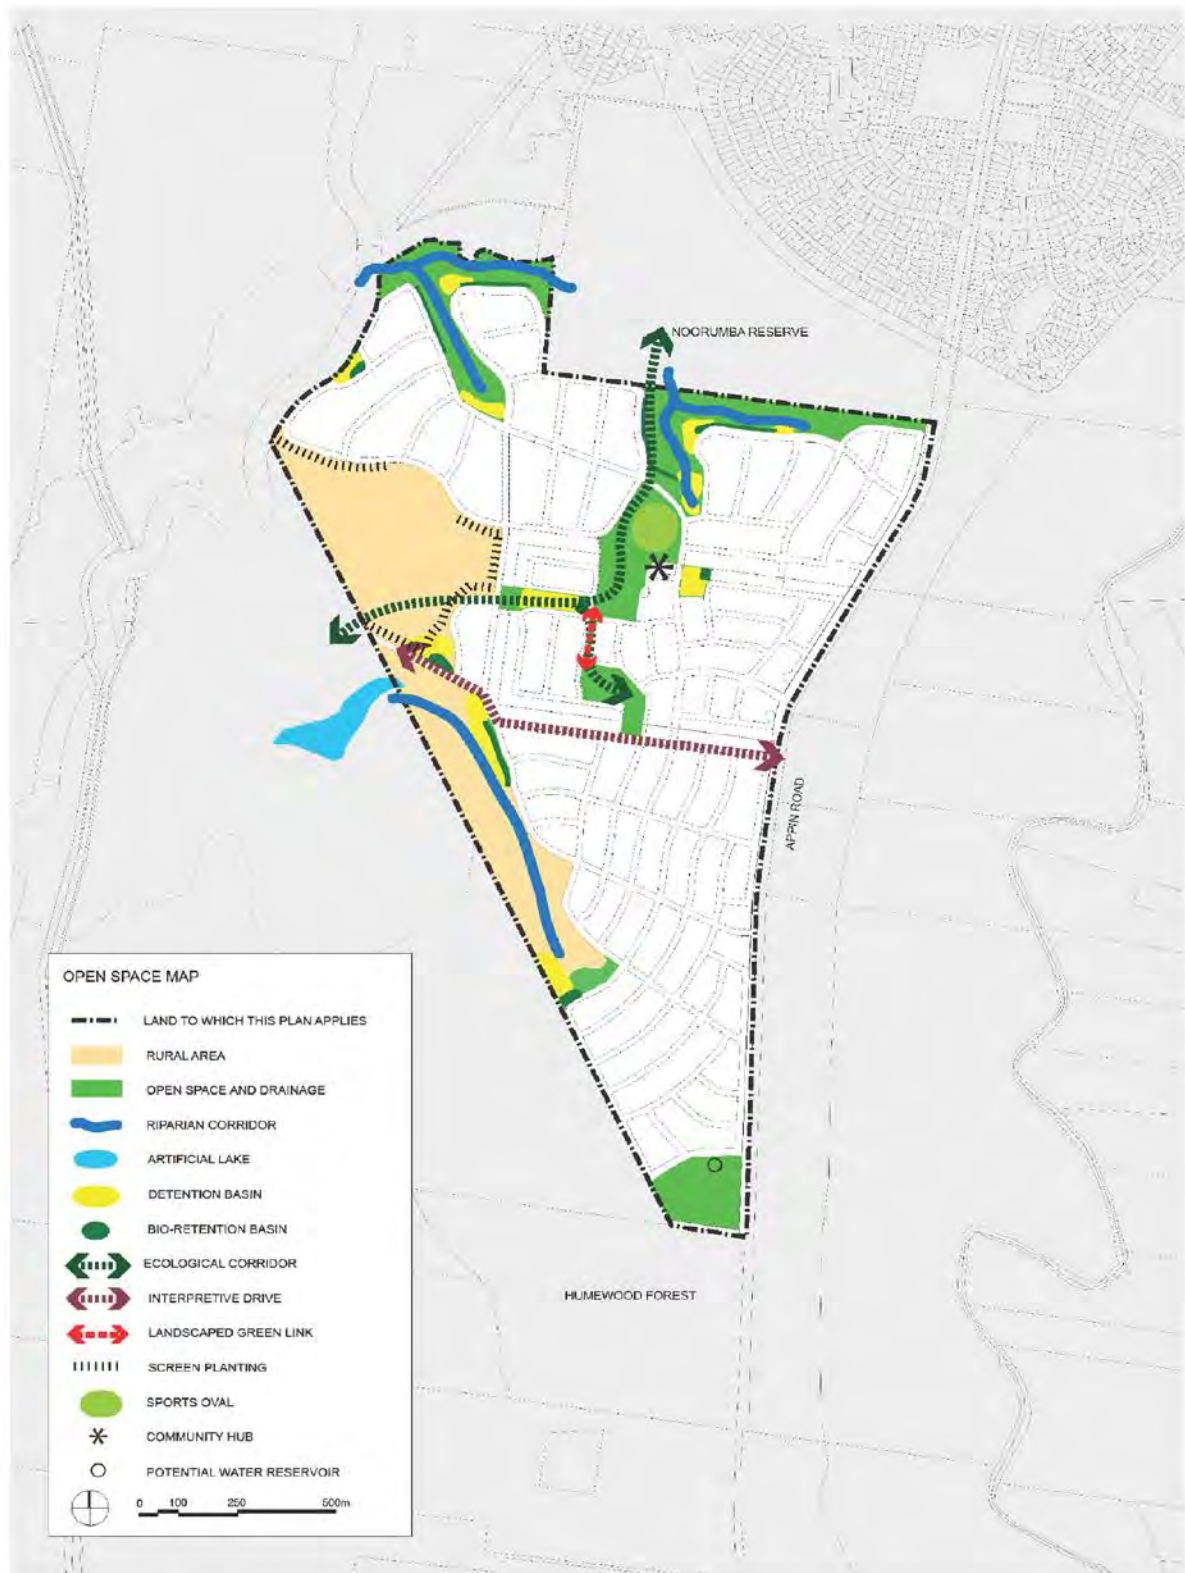 NOORUMBA RESERVE
APPIN ROAD
OPEN SPACE MAP
LAND TO WHICH THIS PLAN APPLIES
RURAL AREA
OPEN SPACE AND DRAINAGE
RIPARIAN CORRIDOR
ARTIFICIAL LAKE
DETENTION BASIN
BIO-RETENTION BASIN
ECOLOGICAL CORRIDOR
INTERPRETIVE DRIVE
LANDSCAPED GREEN LINK
SCREEN PLANTING
SPORTS OVAL
COMMUNITY HUB
POTENTIAL WATER RESERVOIR
0 100 250 500m
HUMEWOOD FOREST